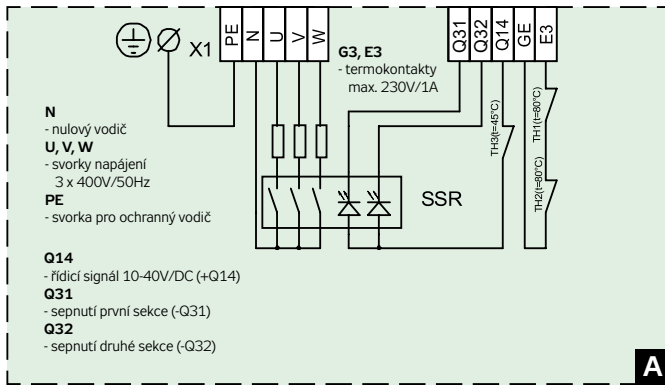 X1
PE
N
U
V
W
G3, E3
- termokontakty
max. 230V/1A
Q31
Q32
Q14
GE
E3
TH3(t=45°C)
TH1(t=80°C)
TH2(t=80°C)
SSR
N
- nulový vodič
U, V, W
- svorky napájení
3 x 400V/50Hz
PE
- svorka pro ochranný vodič
Q14
- řídicí signál 10-40V/DC (+Q14)
Q31
- sepnutí první sekce (-Q31)
Q32
- sepnutí druhé sekce (-Q32)
A